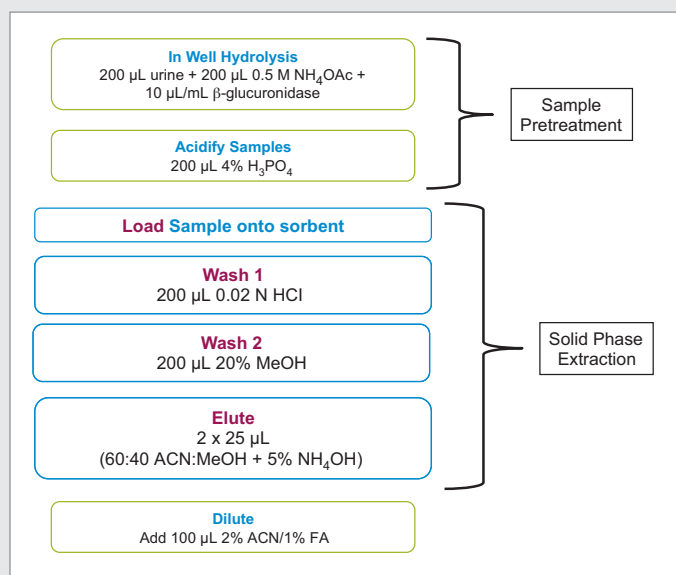 In Well Hydrolysis
200 µL urine + 200 µL 0.5 M NH₄OAc +
10 µL/mL β-glucuronidase
Acidify Samples
200 µL 4% H₃PO₄
Sample
Pretreatment
Load Sample onto sorbent
Wash 1
200 µL 0.02 N HCl
Wash 2
200 µL 20% MeOH
Elute
2 x 25 µL
(60:40 ACN:MeOH + 5% NH₄OH)
Solid Phase
Extraction
Dilute
Add 100 µL 2% ACN/1% FA